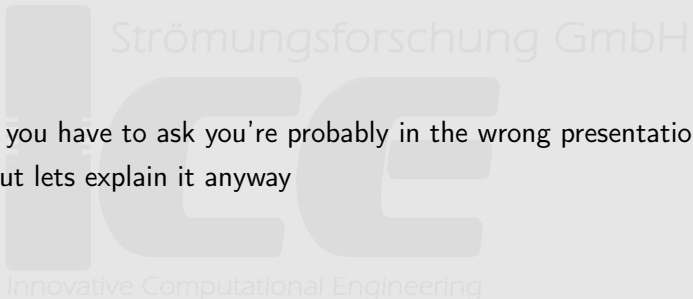 Strömungsforschung GmbH
you have to ask you're probably in the wrong presentatio
ut lets explain it anyway
ICE
Innovative Computational Engineering